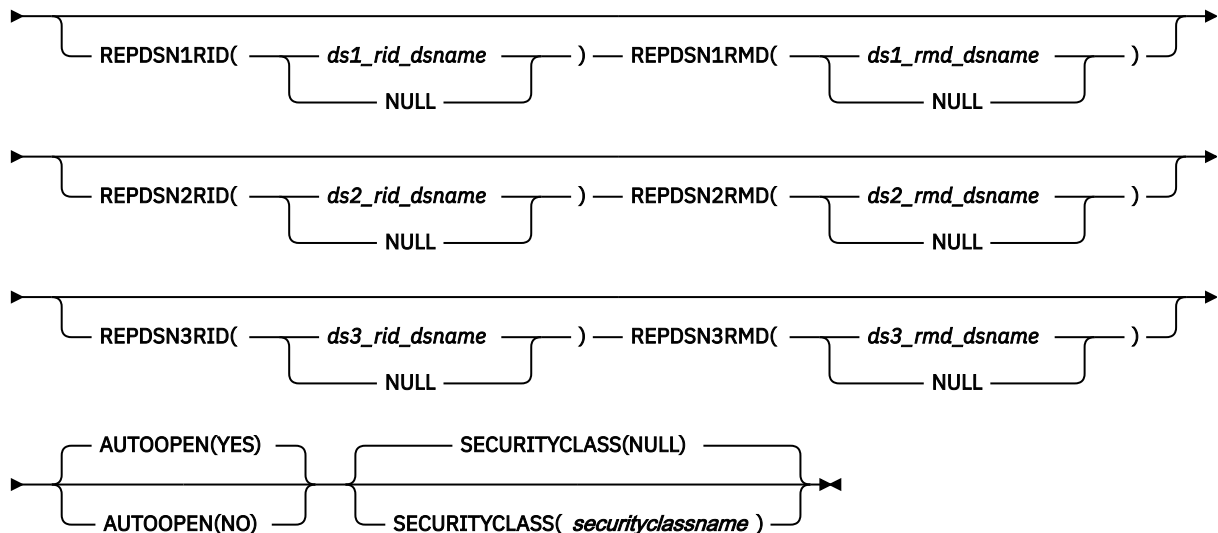 REPDSN1RID( ds1_rid_dsname ) REPDSN1RMD( ds1_rmd_dsname )
NULL NULL
REPDSN2RID( ds2_rid_dsname ) REPDSN2RMD( ds2_rmd_dsname )
NULL NULL
REPDSN3RID( ds3_rid_dsname ) REPDSN3RMD( ds3_rmd_dsname )
NULL NULL
AUTOOPEN(YES) SECURITYCLASS(NULL)
AUTOOPEN(NO) SECURITYCLASS( securityclassname )